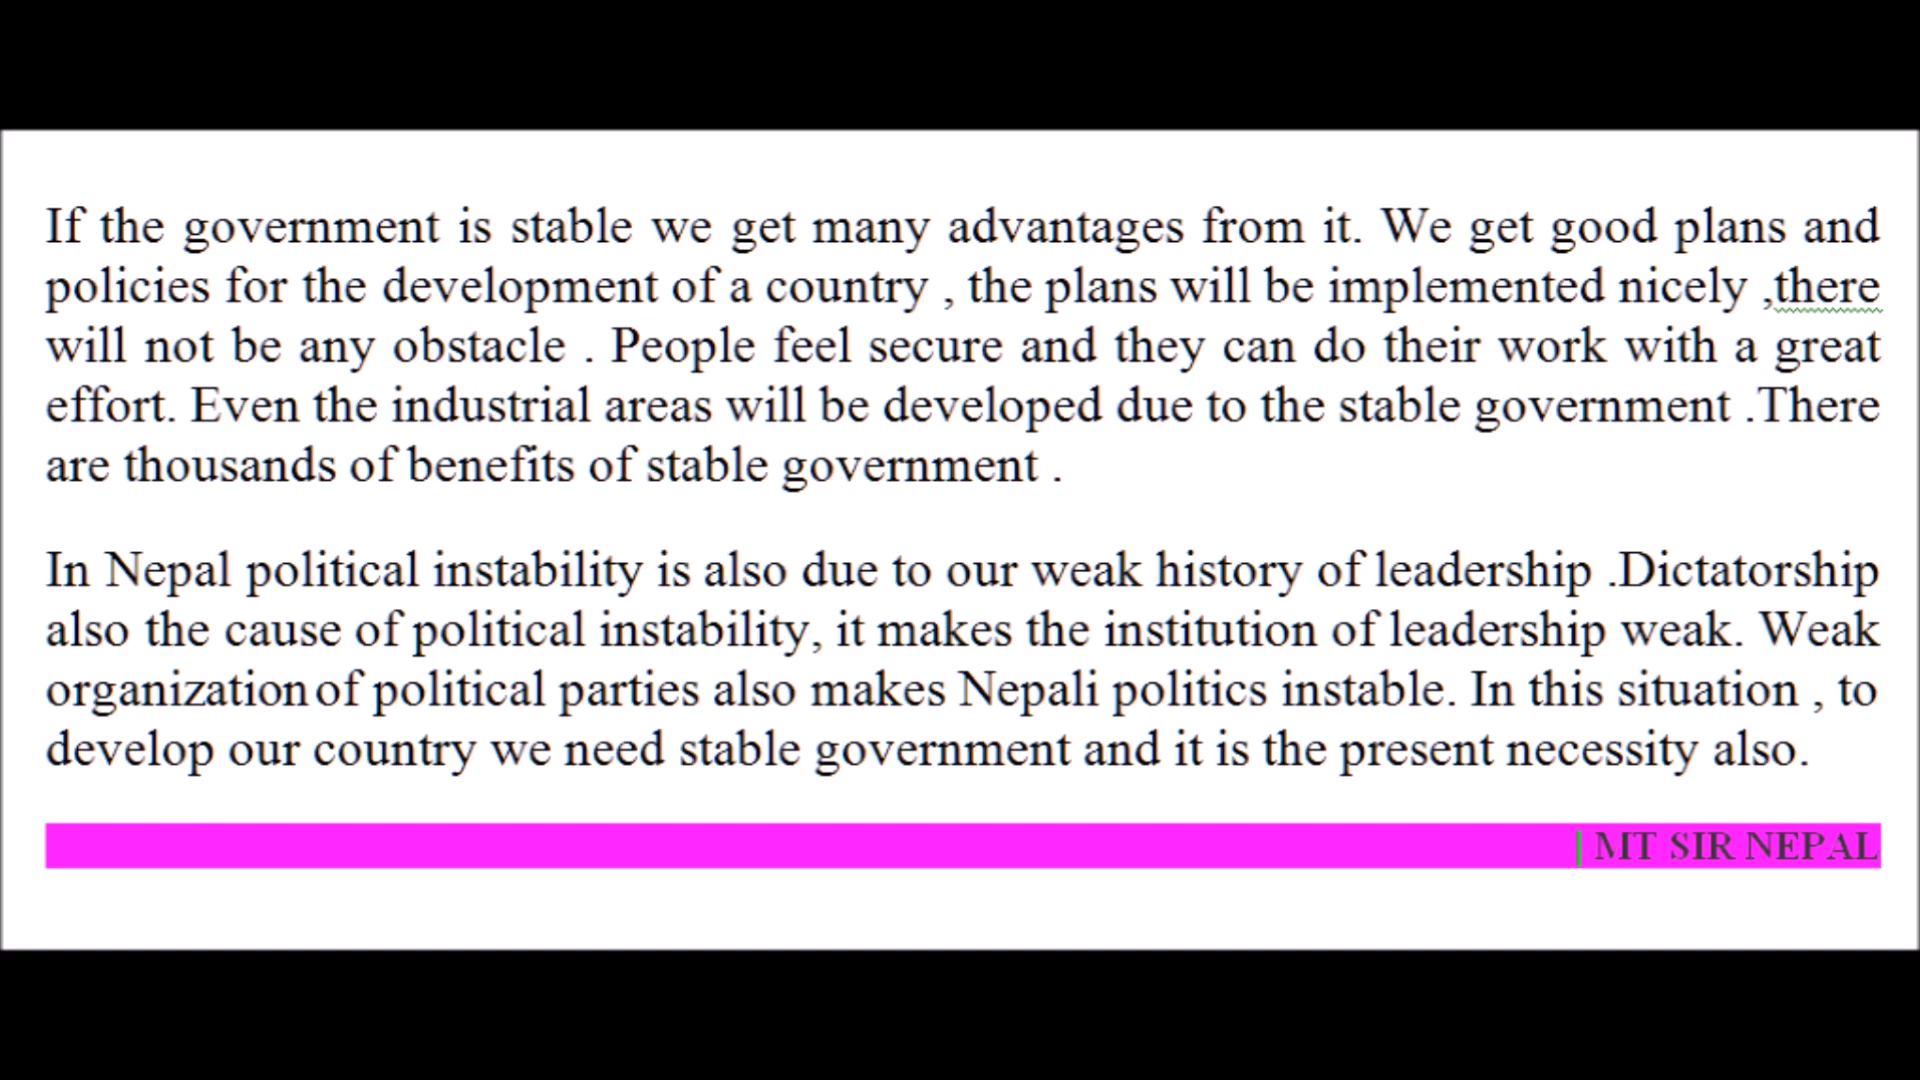 If the government is stable we get many advantages from it. We get good plans and
policies for the development of a country , the plans will be implemented nicely ,there
will not be any obstacle . People feel secure and they can do their work with a great
effort. Even the industrial areas will be developed due to the stable government .There
are thousands of benefits of stable government .
In Nepal political instability is also due to our weak history of leadership .Dictatorship
also the cause of political instability, it makes the institution of leadership weak. Weak
organization of political parties also makes Nepali politics instable. In this situation , to
develop our country we need stable government and it is the present necessity also.
| MT SIR NEPAL